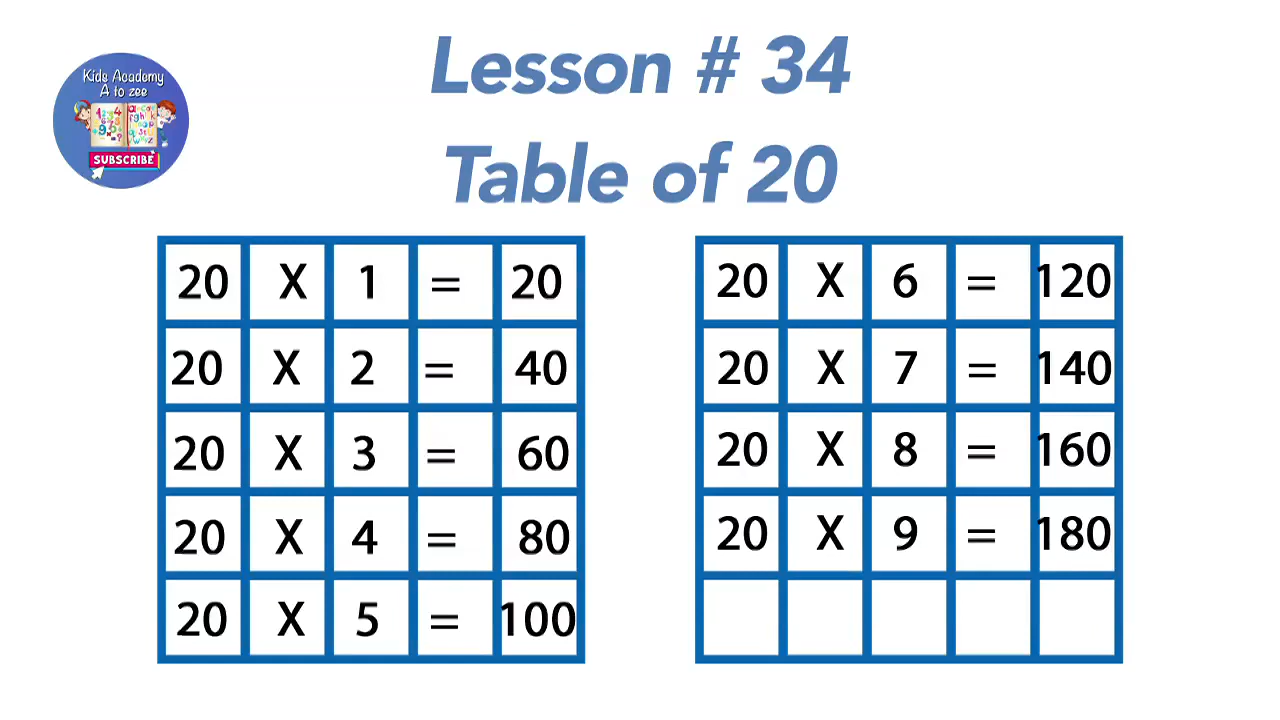 Kids Academy
A to zee
SUBSCRIBE
Lesson # 34
Table of 20
20 X 1 = 20
20 X 2 = 40
20 X 3 = 60
20 X 4 = 80
20 X 5 = 100
20 X 6 = 120
20 X 7 = 140
20 X 8 = 160
20 X 9 = 180